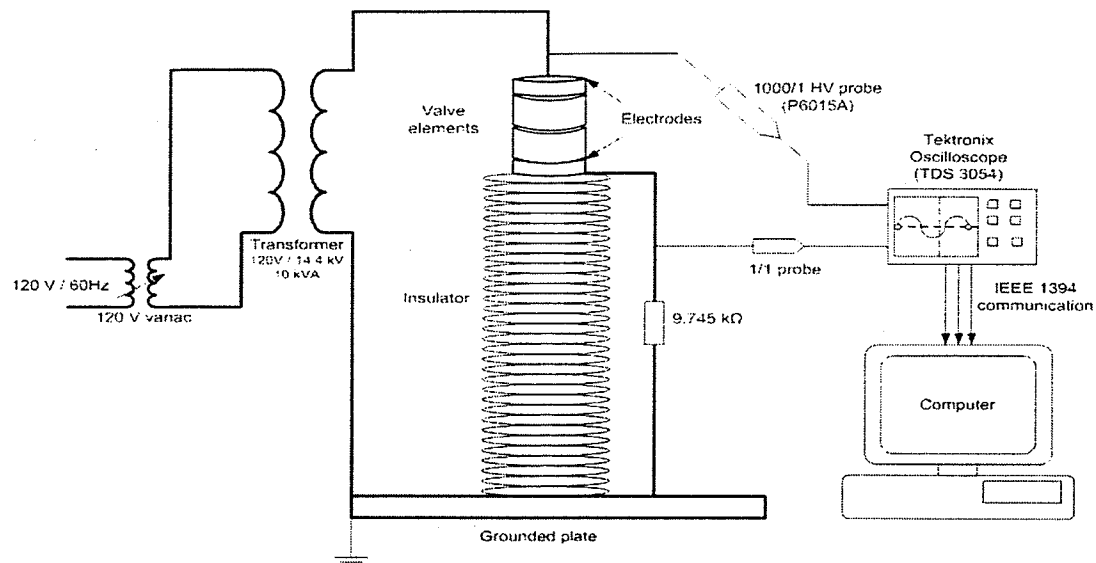 Valve
elements
Electrodes
1000/1 HV probe
(P6015A)
Tektronix
Oscilloscope
(TDS 3054)
Transformer
120V / 14.4 kV
10 kVA
120 V / 60Hz
120 V variac
Insulator
1/1 probe
IEEE 1394
communication
9.745 kΩ
Computer
Grounded plate